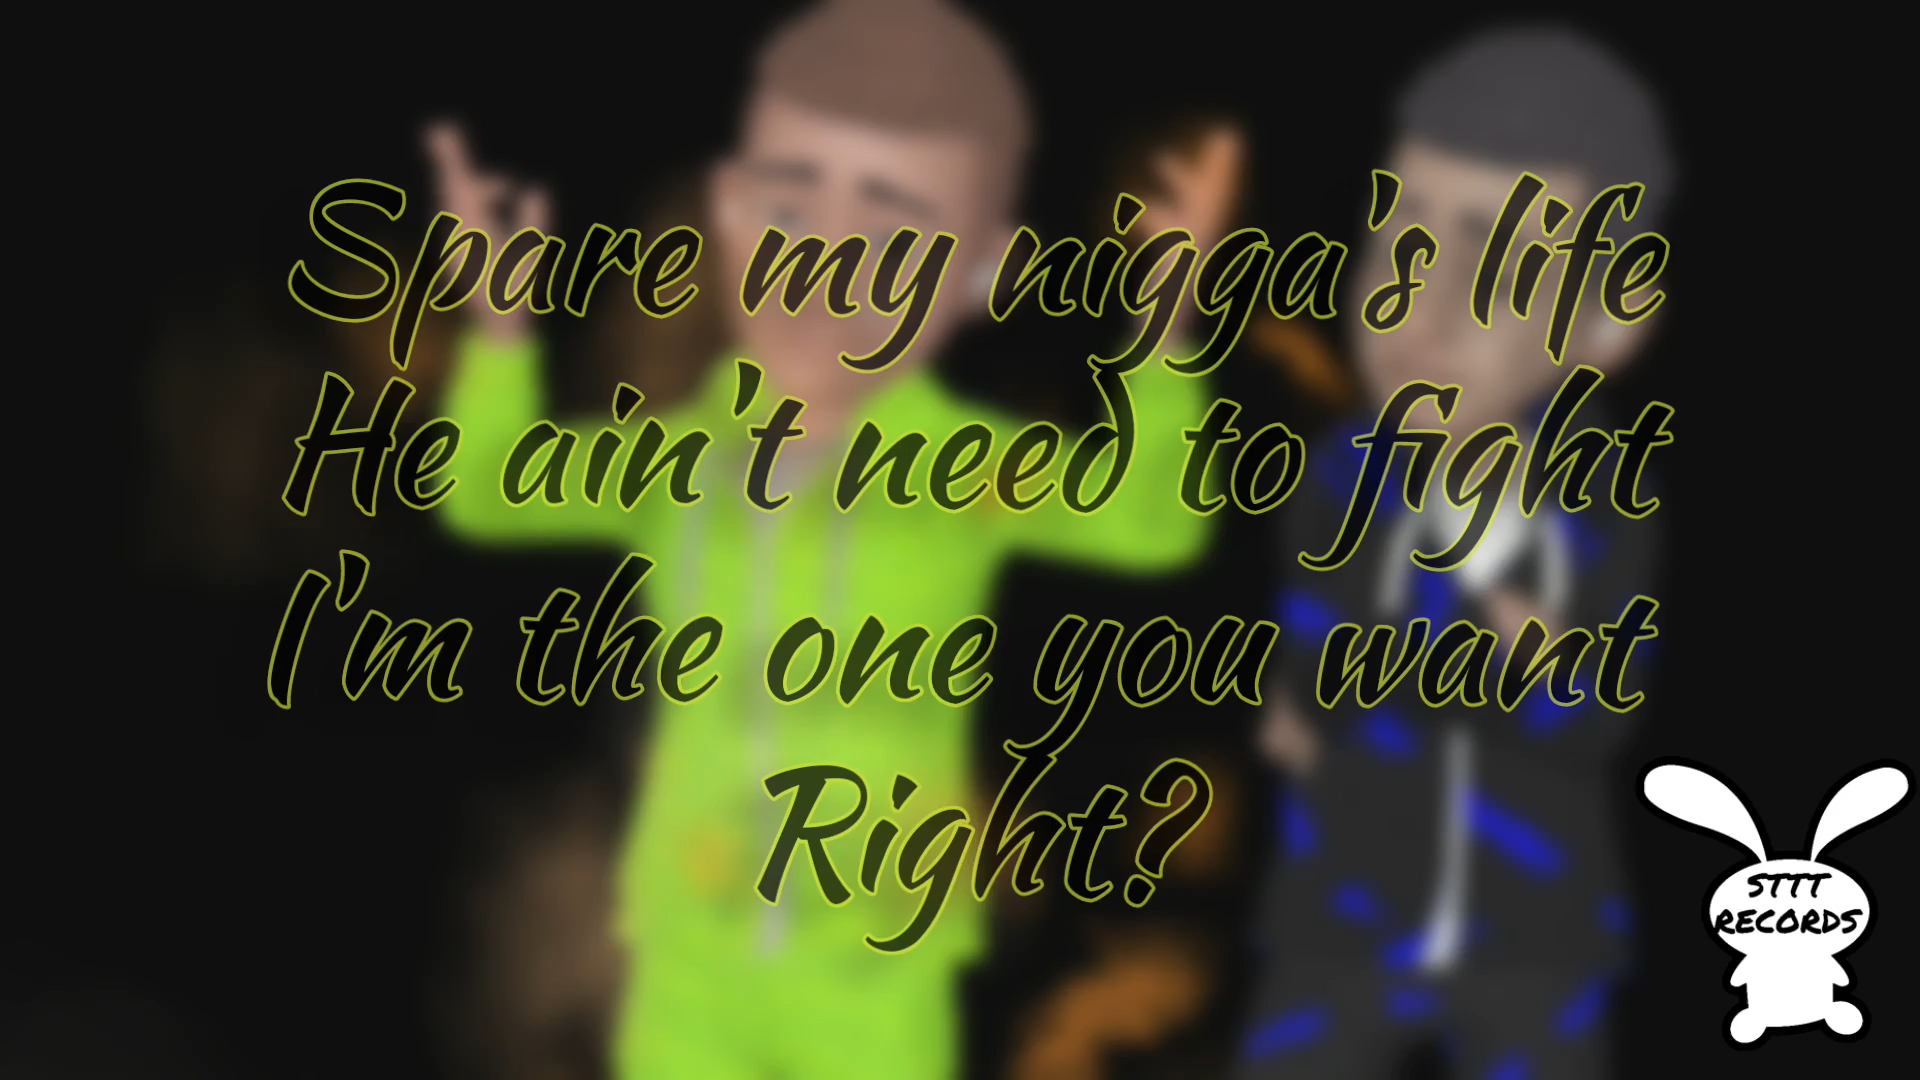 Spare my nigga's life
He ain't need to fight
I'm the one you want
Right?
STTT
RECORDS